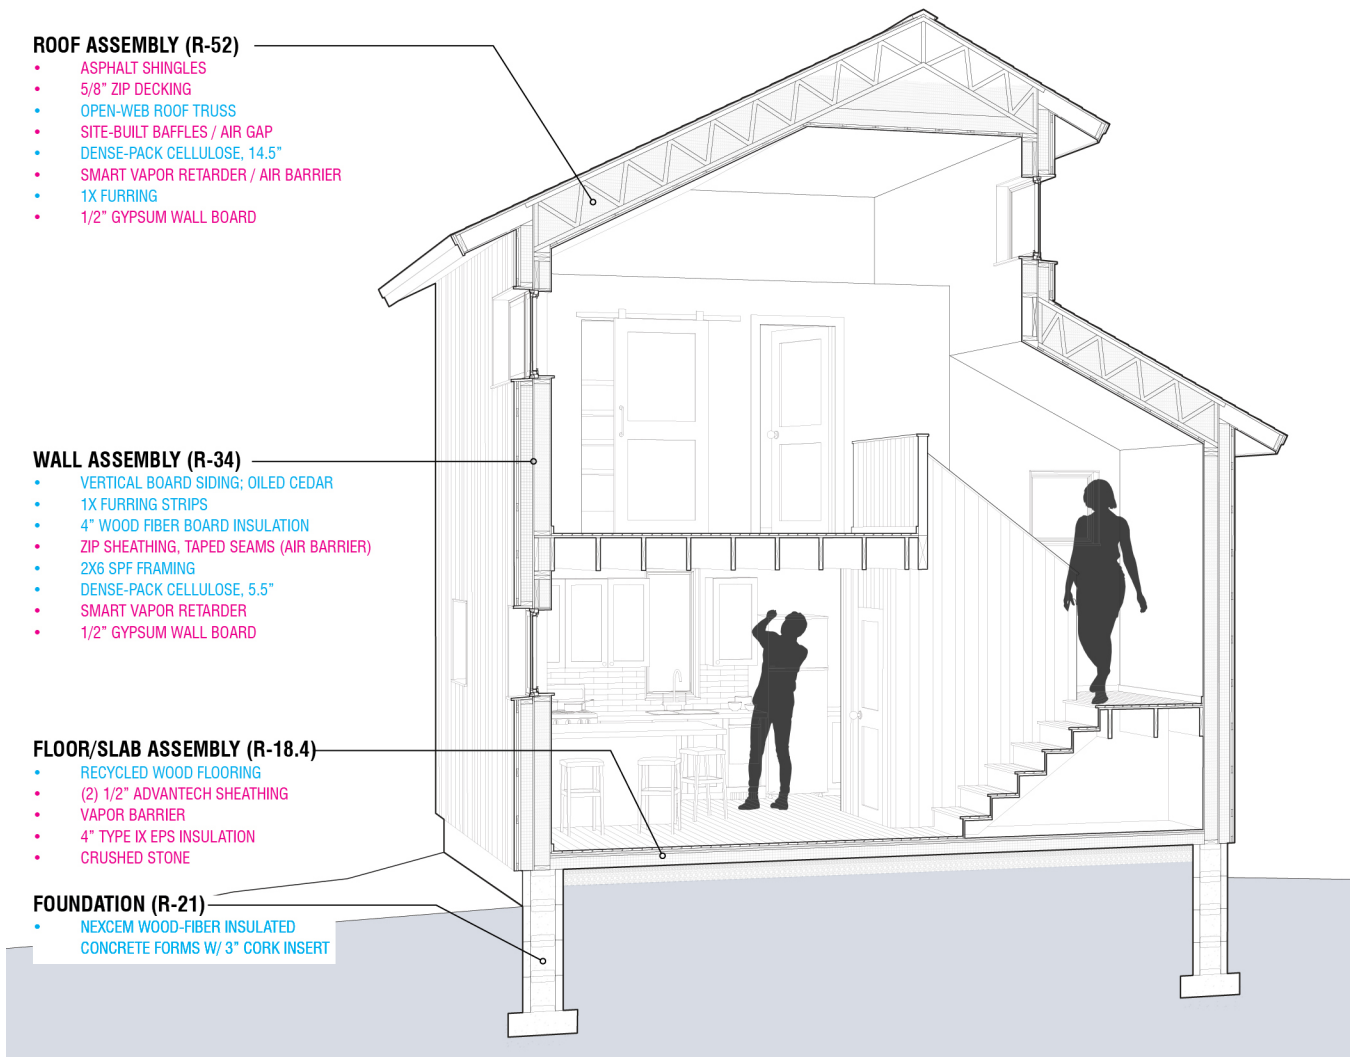 ROOF ASSEMBLY (R-52)
• ASPHALT SHINGLES
• 5/8” ZIP DECKING
• OPEN-WEB ROOF TRUSS
• SITE-BUILT BAFFLES / AIR GAP
• DENSE-PACK CELLULOSE, 14.5”
• SMART VAPOR RETARDER / AIR BARRIER
• 1X FURRING
• 1/2” GYPSUM WALL BOARD
WALL ASSEMBLY (R-34)
• VERTICAL BOARD SIDING; OILED CEDAR
• 1X FURRING STRIPS
• 4” WOOD FIBER BOARD INSULATION
• ZIP SHEATHING, TAPED SEAMS (AIR BARRIER)
• 2X6 SPF FRAMING
• DENSE-PACK CELLULOSE, 5.5”
• SMART VAPOR RETARDER
• 1/2” GYPSUM WALL BOARD
FLOOR/SLAB ASSEMBLY (R-18.4)
• RECYCLED WOOD FLOORING
• (2) 1/2” ADVANTECH SHEATHING
• VAPOR BARRIER
• 4” TYPE IX EPS INSULATION
• CRUSHED STONE
FOUNDATION (R-21)
• NEXCEM WOOD-FIBER INSULATED
CONCRETE FORMS W/ 3” CORK INSERT